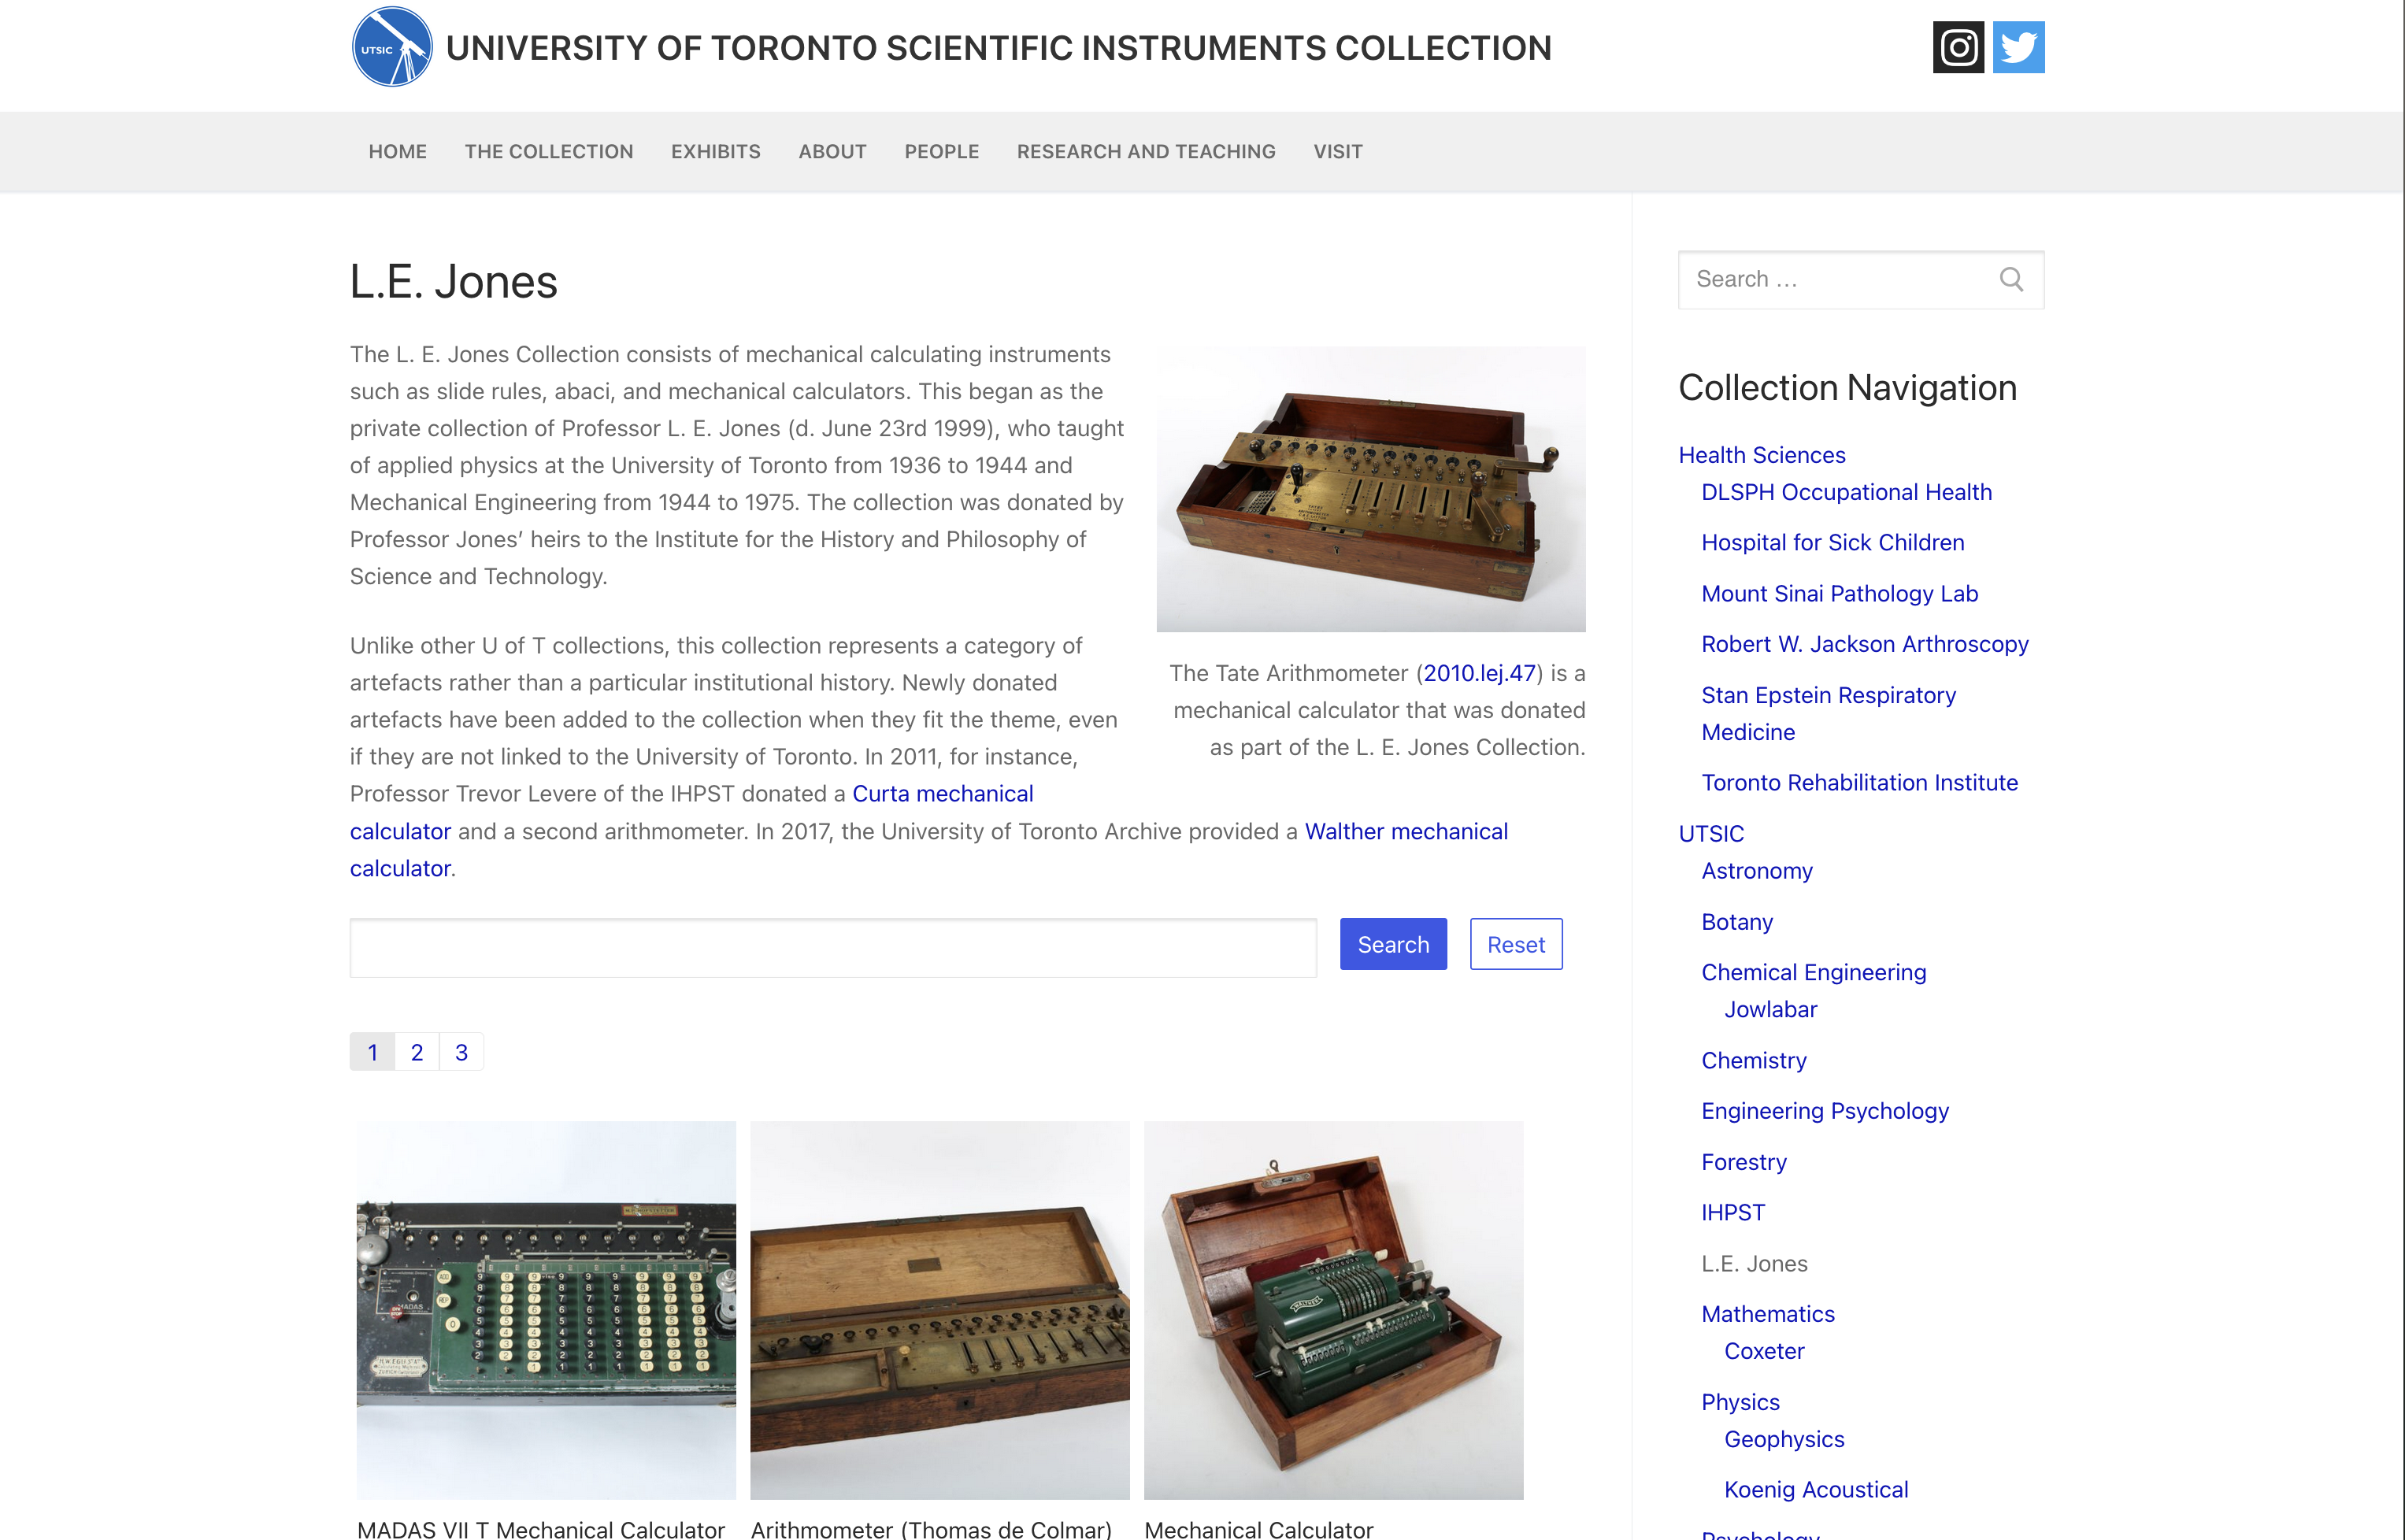 UTSIC
UNIVERSITY OF TORONTO SCIENTIFIC INSTRUMENTS COLLECTION
HOME THE COLLECTION EXHIBITS ABOUT PEOPLE RESEARCH AND TEACHING VISIT
L.E. Jones
The L. E. Jones Collection consists of mechanical calculating instruments
such as slide rules, abaci, and mechanical calculators. This began as the
private collection of Professor L. E. Jones (d. June 23rd 1999), who taught
of applied physics at the University of Toronto from 1936 to 1944 and
Mechanical Engineering from 1944 to 1975. The collection was donated by
Professor Jones’ heirs to the Institute for the History and Philosophy of
Science and Technology.
The Tate Arithmometer (2010.lej.47) is a
mechanical calculator that was donated
as part of the L. E. Jones Collection.
Unlike other U of T collections, this collection represents a category of
artefacts rather than a particular institutional history. Newly donated
artefacts have been added to the collection when they fit the theme, even
if they are not linked to the University of Toronto. In 2011, for instance,
Professor Trevor Levere of the IHPST donated a Curta mechanical
calculator and a second arithmometer. In 2017, the University of Toronto Archive provided a Walther mechanical
calculator.
Search Reset
1 2 3
MADAS
WALTHER
MADAS VII T Mechanical Calculator
Arithmometer (Thomas de Colmar)
Mechanical Calculator
Search …
Collection Navigation
Health Sciences
DLSPH Occupational Health
Hospital for Sick Children
Mount Sinai Pathology Lab
Robert W. Jackson Arthroscopy
Stan Epstein Respiratory
Medicine
Toronto Rehabilitation Institute
UTSIC
Astronomy
Botany
Chemical Engineering
Jowlabar
Chemistry
Engineering Psychology
Forestry
IHPST
L.E. Jones
Mathematics
Coxeter
Physics
Geophysics
Koenig Acoustical
Psychology